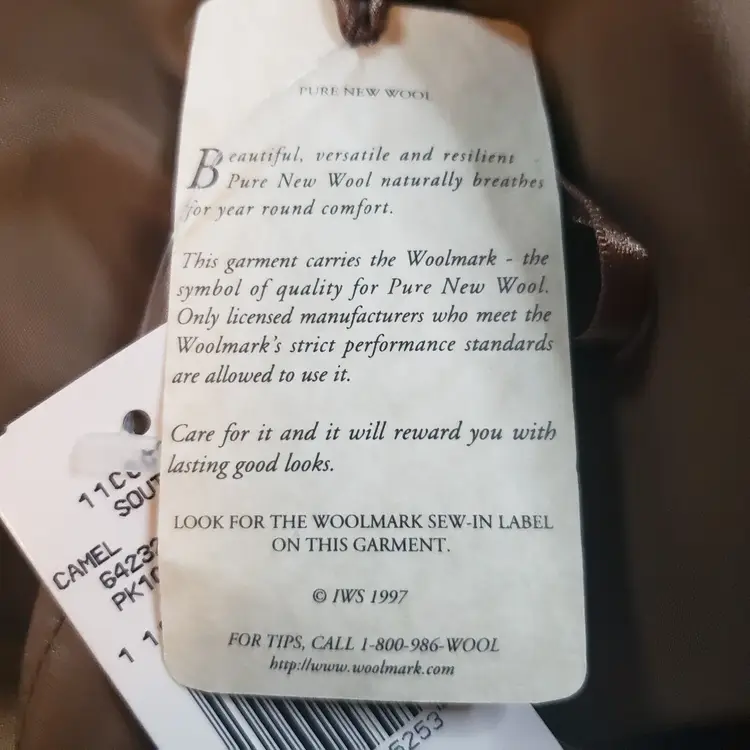 PURE NEW WOOL
Beautiful, versatile and resilient
Pure New Wool naturally breathes
for year round comfort.
This garment carries the Woolmark - the
symbol of quality for Pure New Wool.
Only licensed manufacturers who meet the
Woolmark's strict performance standards
are allowed to use it.
Care for it and it will reward you with
lasting good looks.
LOOK FOR THE WOOLMARK SEW-IN LABEL
ON THIS GARMENT.
© IWS 1997
FOR TIPS, CALL 1-800-986-WOOL
http://www.woolmark.com
CAMEL